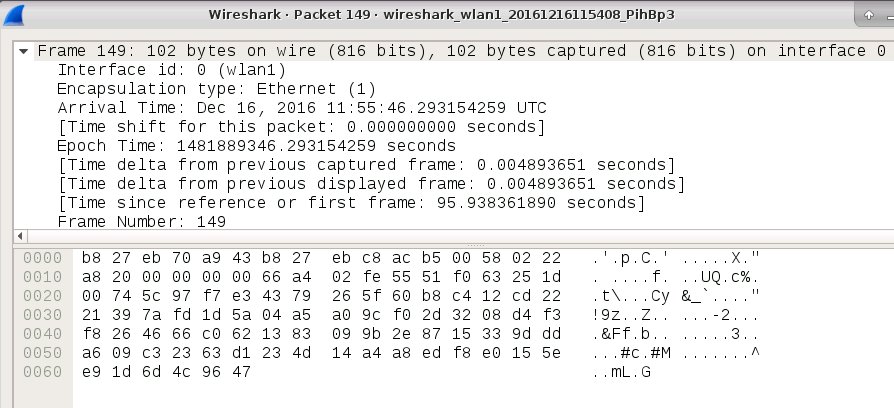 Wireshark · Packet 149 · wireshark_wlan1_20161216115408_PihBp3
Frame 149: 102 bytes on wire (816 bits), 102 bytes captured (816 bits) on interface 0
Interface id: 0 (wlan1)
Encapsulation type: Ethernet (1)
Arrival Time: Dec 16, 2016 11:55:46.293154259 UTC
[Time shift for this packet: 0.000000000 seconds]
Epoch Time: 1481889346.293154259 seconds
[Time delta from previous captured frame: 0.004893651 seconds]
[Time delta from previous displayed frame: 0.004893651 seconds]
[Time since reference or first frame: 95.938361890 seconds]
Frame Number: 149
0000 b8 27 eb 70 a9 43 b8 27 eb c8 ac b5 00 58 02 22 .'.p.C.' .....X."
0010 a8 20 00 00 00 00 66 a4 02 fe 55 51 f0 63 25 1d . ....f. ..UQ.c%.
0020 00 74 5c 97 f7 e3 43 79 26 5f 60 b8 c4 12 cd 22 .t\...Cy &_`...."
0030 21 39 7a fd 1d 5a 04 a5 a0 9c f0 2d 32 08 d4 f3 !9z..Z.. ...-2...
0040 f8 26 46 66 c0 62 13 83 09 9b 2e 87 15 33 9d dd .&Ff.b.. .....3..
0050 a6 09 c3 23 63 d1 23 4d 14 a4 a8 ed f8 e0 15 5e ...#c.#M .......^
0060 e9 1d 6d 4c 96 47 ..mL.G